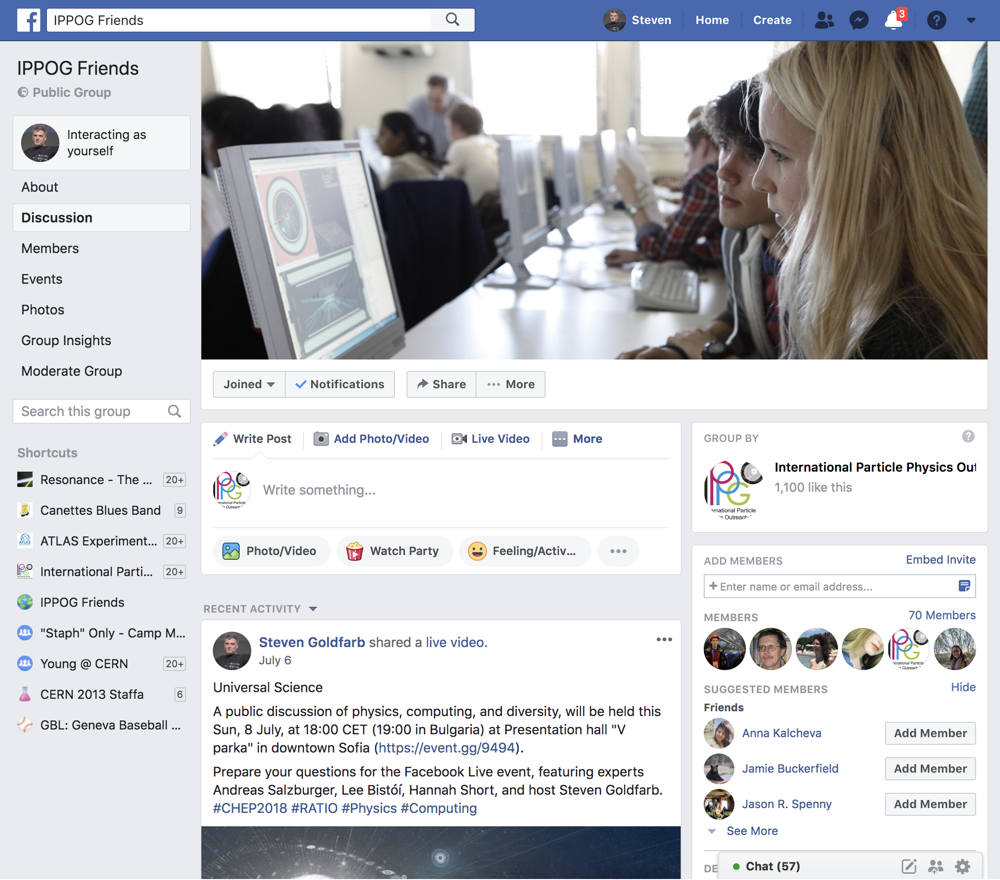 IPPOG Friends
Steven
Home
Create
3
IPPOG Friends
Public Group
Interacting as
yourself
About
Discussion
Members
Events
Photos
Group Insights
Moderate Group
Search this group
Shortcuts
Resonance - The ... 20+
Canettes Blues Band 9
ATLAS Experiment... 20+
International Parti... 20+
IPPOG Friends
"Staph" Only - Camp M...
Young @ CERN 20+
CERN 2013 Staffa 6
GBL: Geneva Baseball ...
Joined
Notifications
Share
More
Write Post
Add Photo/Video
Live Video
More
Write something...
Photo/Video
Watch Party
Feeling/Activ...
RECENT ACTIVITY
Steven Goldfarb shared a live video.
July 6
Universal Science
A public discussion of physics, computing, and diversity, will be held this
Sun, 8 July, at 18:00 CET (19:00 in Bulgaria) at Presentation hall "V
parka" in downtown Sofia (https://event.gg/9494).
Prepare your questions for the Facebook Live event, featuring experts
Andreas Salzburger, Lee Bistóí, Hannah Short, and host Steven Goldfarb.
#CHEP2018 #RATIO #Physics #Computing
GROUP BY
International Particle Physics Out
1,100 like this
ADD MEMBERS
Embed Invite
+ Enter name or email address...
MEMBERS
70 Members
SUGGESTED MEMBERS
Hide
Friends
Anna Kalcheva
Add Member
Jamie Buckerfield
Add Member
Jason R. Spenny
Add Member
See More
DE
Chat (57)